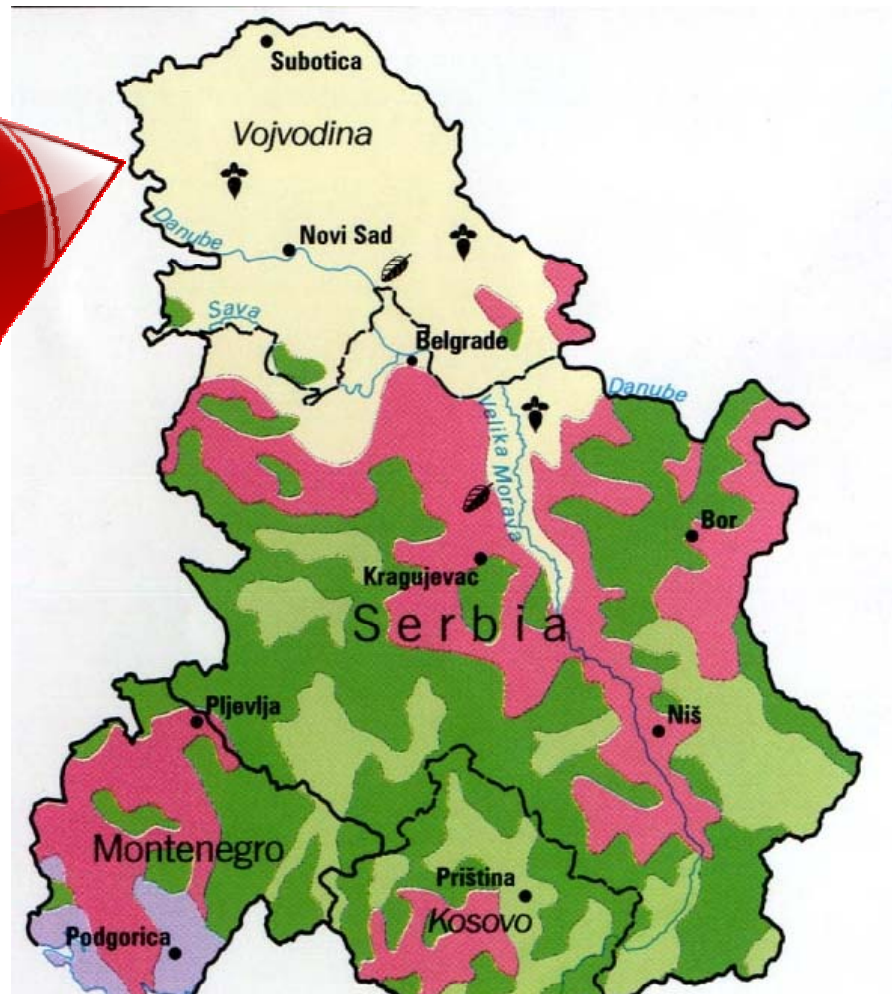 Subotica
Vojvodina
Danube
Novi Sad
Sava
Belgrade
Danube
Velika Morava
Bor
Kragujevac
Serbia
Pljevlja
Niš
Montenegro
Priština
Kosovo
Podgorica